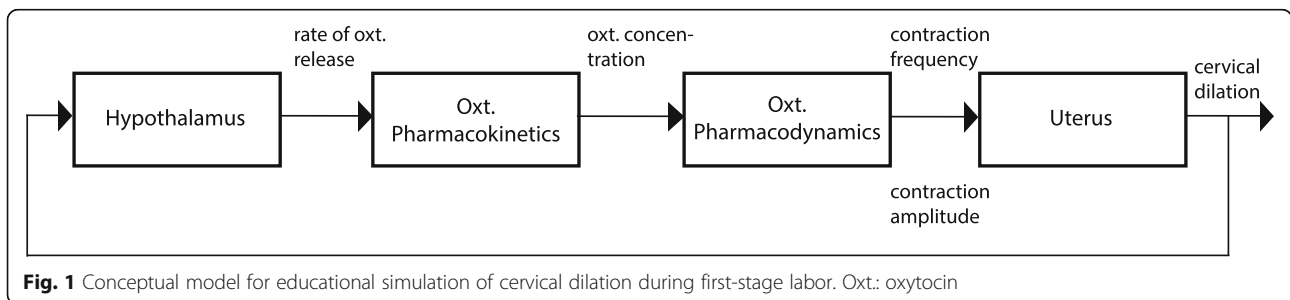 rate of oxt.
release
oxt. concen-
tration
contraction
frequency
cervical
dilation
Hypothalamus
Oxt.
Pharmacokinetics
Oxt.
Pharmacodynamics
Uterus
contraction
amplitude
Fig. 1 Conceptual model for educational simulation of cervical dilation during first-stage labor. Oxt.: oxytocin